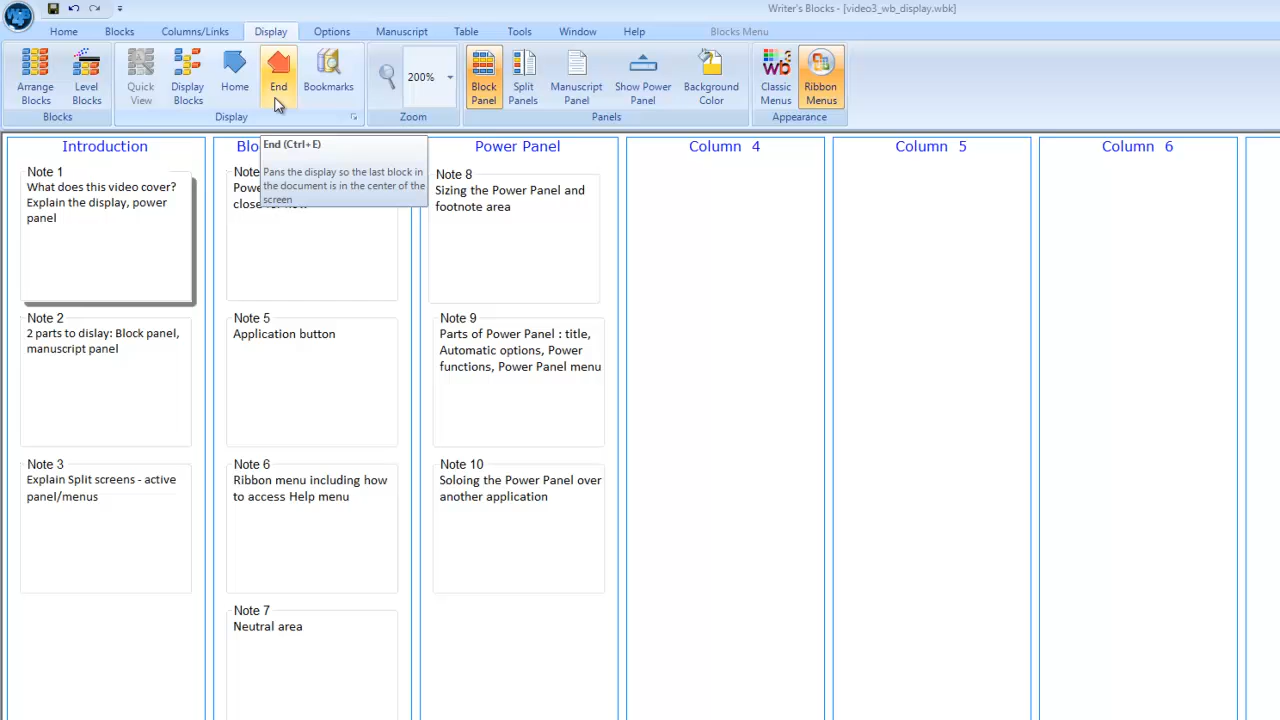 Writer's Blocks - [video3_wb_display.wbk]
Home Blocks Columns/Links Display Options Manuscript Table Tools Window Help Blocks Menu
Arrange Blocks
Level Blocks
Quick View
Display Blocks
Home
End
Bookmarks
200%
Block Panel
Split Panels
Manuscript Panel
Show Power Panel
Background Color
Classic Menus
Ribbon Menus
Blocks Display Zoom Panels Appearance
End (Ctrl+E)
Pans the display so the last block in
the document is in the center of the
screen
Introduction
Note 1
What does this video cover?
Explain the display, power
panel
Note 2
2 parts to dislay: Block panel,
manuscript panel
Note 3
Explain Split screens - active
panel/menus
Note 5
Application button
Note 6
Ribbon menu including how
to access Help menu
Note 7
Neutral area
Power Panel
Note 8
Sizing the Power Panel and
footnote area
Note 9
Parts of Power Panel : title,
Automatic options, Power
functions, Power Panel menu
Note 10
Soloing the Power Panel over
another application
Column 4
Column 5
Column 6